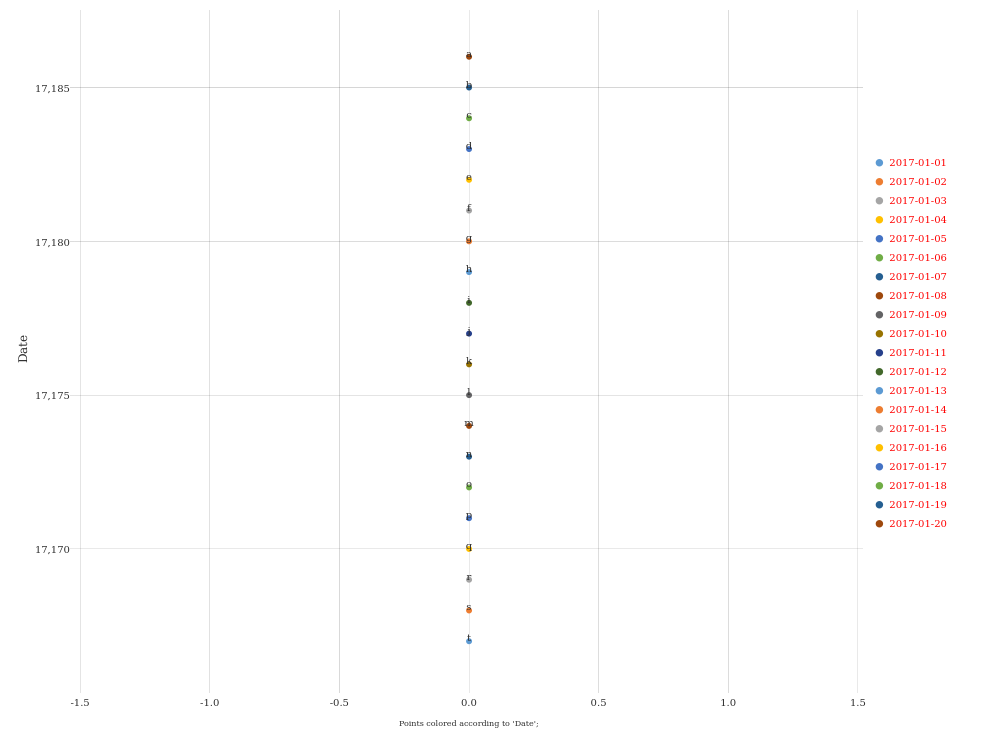 a
17,185
b
c
d
e
f
17,180
g
h
i
j
k
17,175
l
m
n
o
p
17,170
q
r
s
t
Date
-1.5
-1.0
-0.5
0.0
0.5
1.0
1.5
Points colored according to 'Date';
2017-01-01
2017-01-02
2017-01-03
2017-01-04
2017-01-05
2017-01-06
2017-01-07
2017-01-08
2017-01-09
2017-01-10
2017-01-11
2017-01-12
2017-01-13
2017-01-14
2017-01-15
2017-01-16
2017-01-17
2017-01-18
2017-01-19
2017-01-20